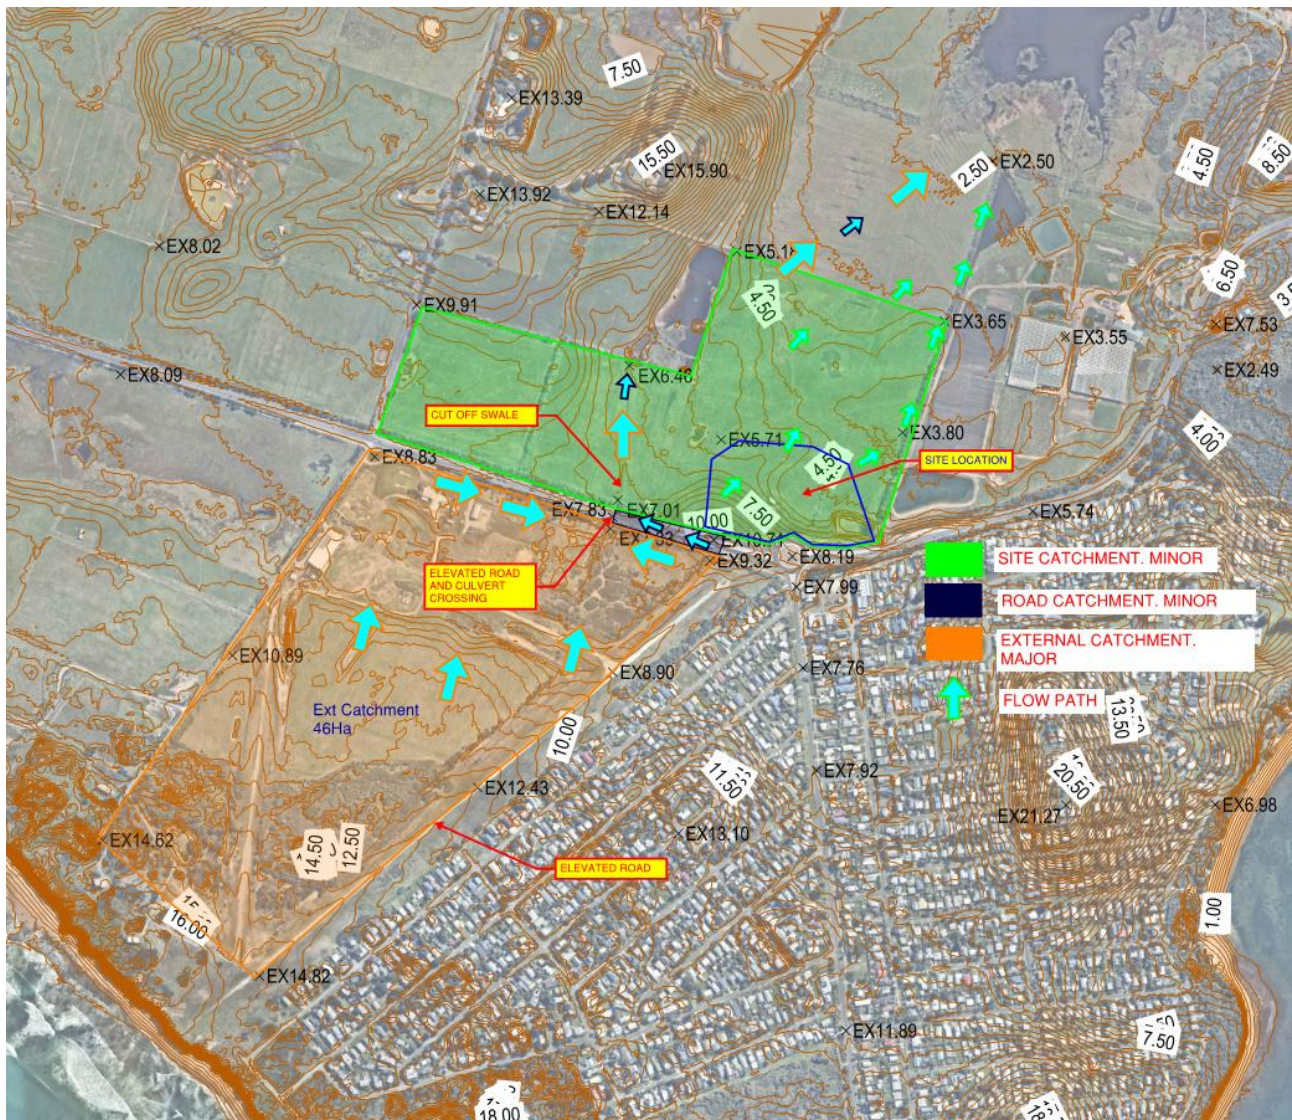 7.50
EX13.39
15.50
EX15.90
4.50
8.50
EX13.92
EX12.14
2.50
EX2.50
EX8.02
6.50
4.50
EX9.91
EX3.65
EX7.53
EX3.55
EX8.09
EX2.49
CUT OFF SWALE
EX3.80
4.00
EX8.83
4.50
SITE LOCATION
EX7.83
EX7.01
7.50
10.00
EX5.74
EX9.32
EX8.19
SITE CATCHMENT. MINOR
ELEVATED ROAD
AND CULVERT
CROSSING
EX7.99
ROAD CATCHMENT. MINOR
EXTERNAL CATCHMENT.
MAJOR
EX10.89
EX8.90
EX7.76
FLOW PATH
Ext Catchment
46Ha
10.00
13.50
11.50
EX7.92
EX12.43
20.50
EX21.27
EX6.98
EX14.62
14.50
12.50
EX13.10
ELEVATED ROAD
16.00
1.00
EX14.82
EX11.89
7.50
18.00